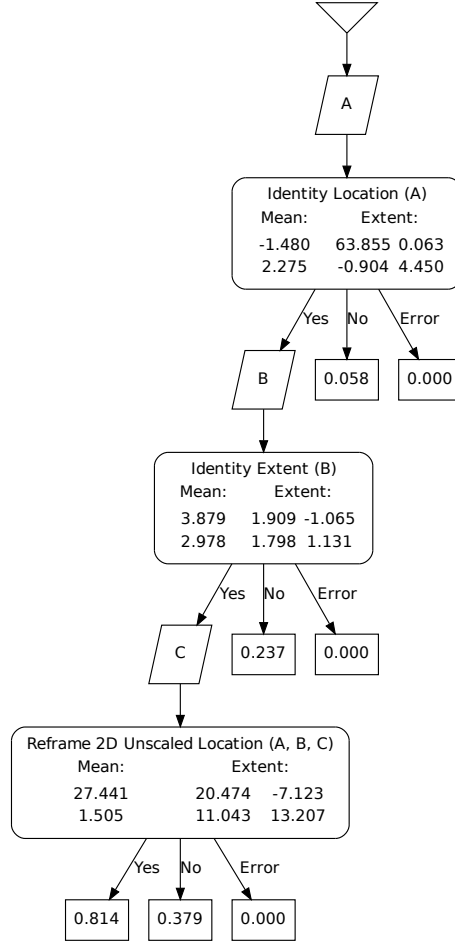 A
Identity Location (A)
Mean: Extent:
-1.480 63.855 0.063
2.275 -0.904 4.450
Yes No Error
B 0.058 0.000
Identity Extent (B)
Mean: Extent:
3.879 1.909 -1.065
2.978 1.798 1.131
Yes No Error
C 0.237 0.000
Reframe 2D Unscaled Location (A, B, C)
Mean: Extent:
27.441 20.474 -7.123
1.505 11.043 13.207
Yes No Error
0.814 0.379 0.000